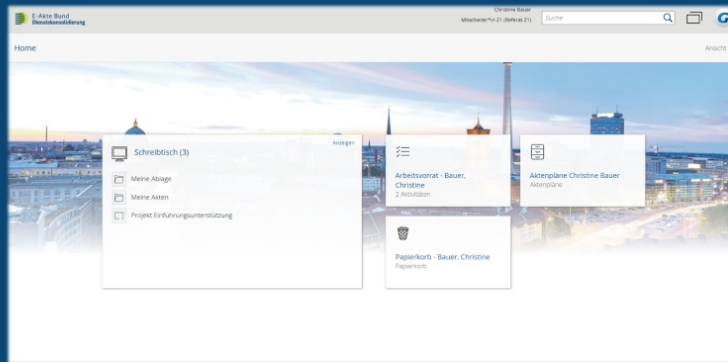 E-Akte Bund
Dienstekonsolidierung
Christine Bauer
Mitarbeiter*in 21 (Referat 21)
Suche
Home
Ansicht
Schreibtisch (3)
Anzeigen
Meine Ablage
Meine Akten
Projekt Einführungsunterstützung
Arbeitsvorrat - Bauer,
Christine
2 Aktivitäten
Aktenpläne Christine Bauer
Aktenpläne
Papierkorb - Bauer, Christine
Papierkorb